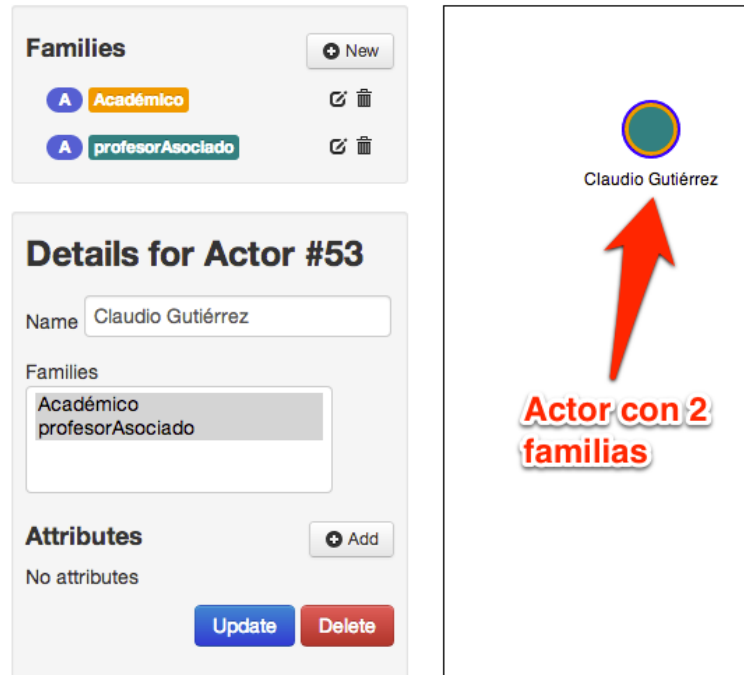 Families
New
A Académico
A profesorAsociado
Details for Actor #53
Name Claudio Gutiérrez
Families
Académico
profesorAsociado
Attributes
Add
No attributes
Update Delete
Claudio Gutiérrez
Actor con 2
familias